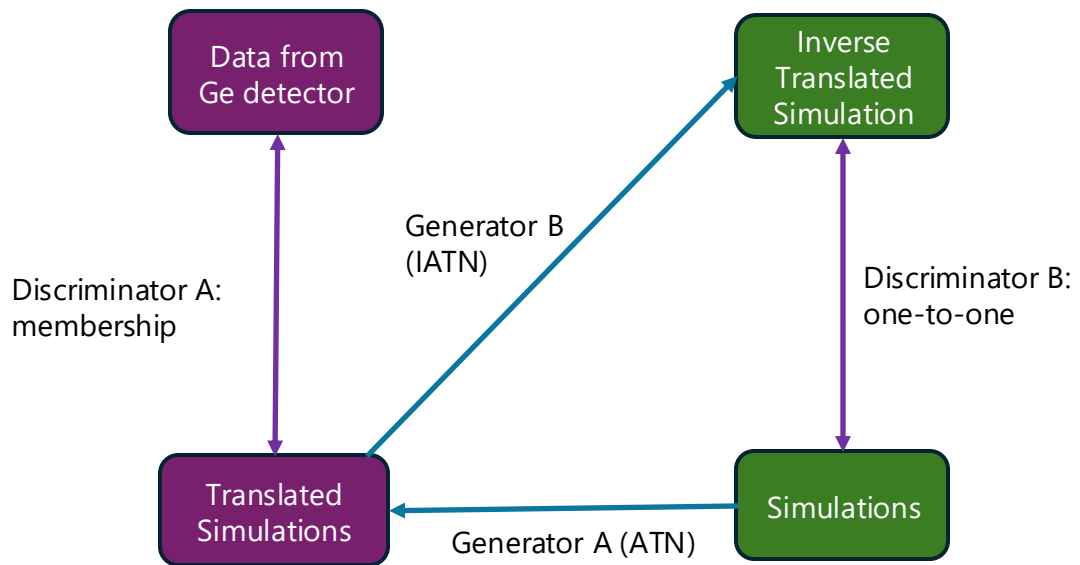 Data from
Ge detector
Inverse
Translated
Simulation
Generator B
(IATN)
Discriminator A:
membership
Discriminator B:
one-to-one
Translated
Simulations
Simulations
Generator A (ATN)